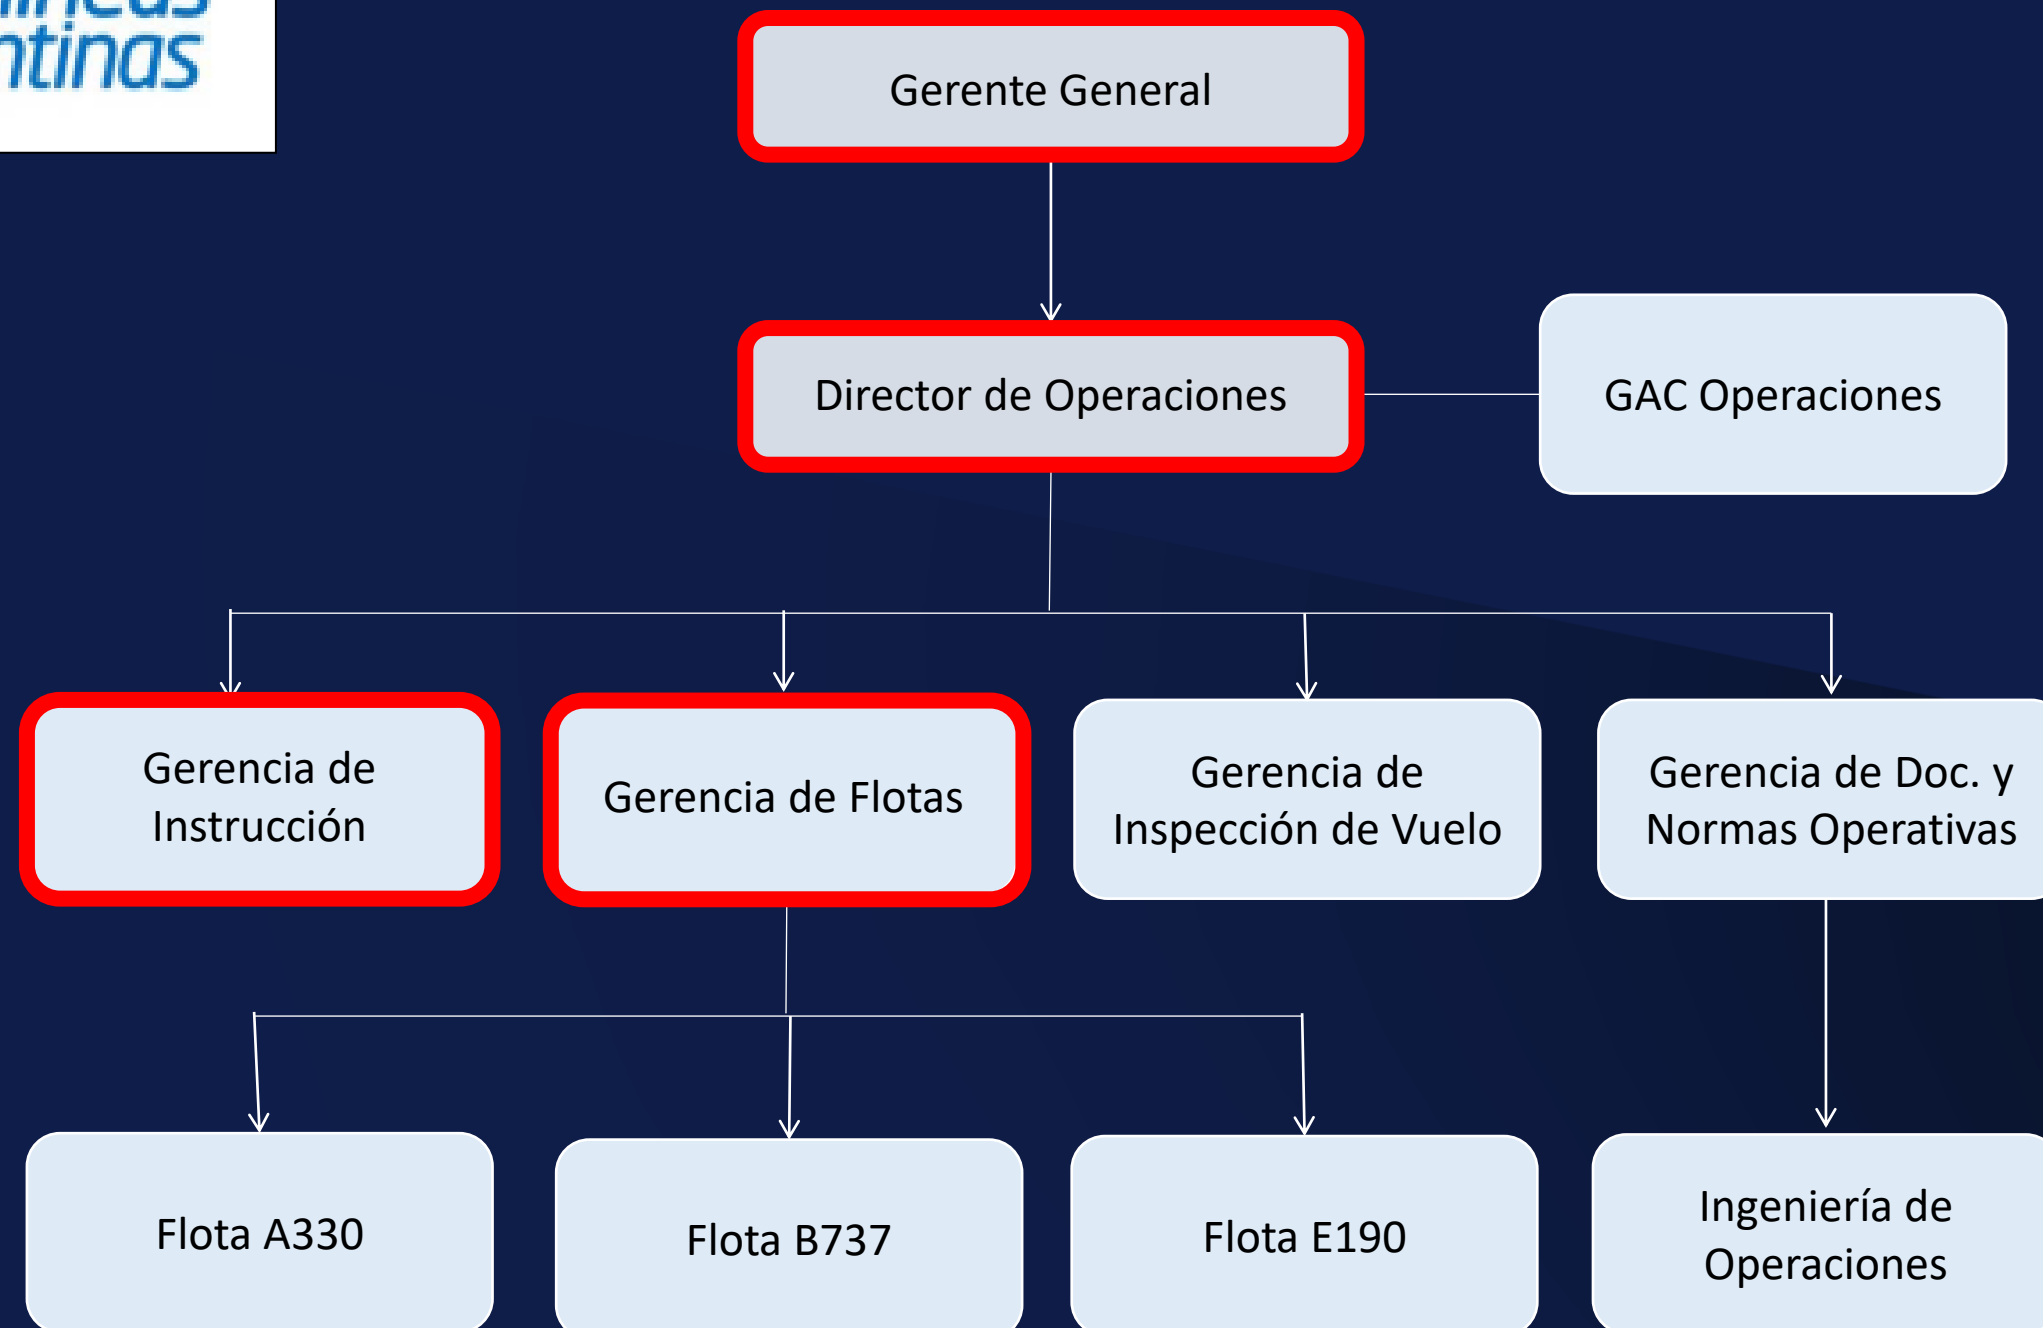 ntinas
Gerente General
Director de Operaciones
GAC Operaciones
Gerencia de
Instrucción
Gerencia de Flotas
Gerencia de
Inspección de Vuelo
Gerencia de Doc. y
Normas Operativas
Flota A330
Flota B737
Flota E190
Ingeniería de
Operaciones